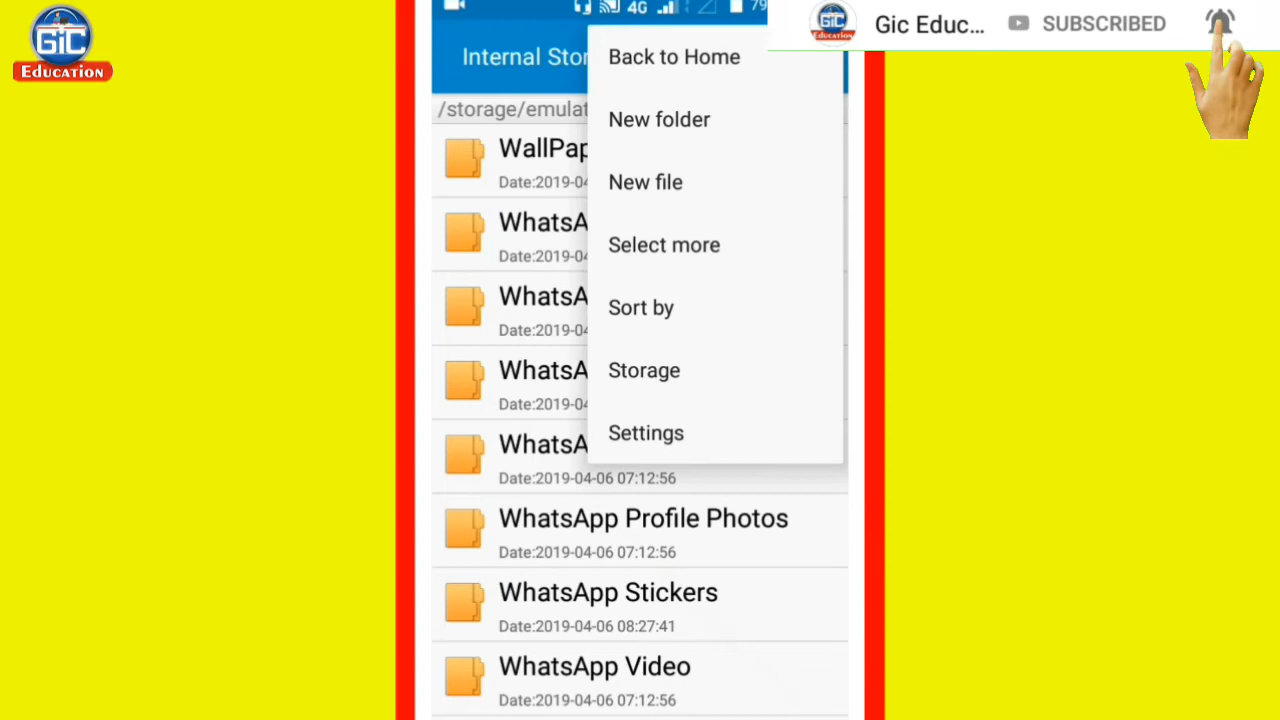 GiC
EDUCATION
4G
79
Internal Stor
/storage/emulat
WallPap
Date:2019-04
WhatsA
Date:2019-04
WhatsA
Date:2019-04
WhatsA
Date:2019-04
WhatsA
Date:2019-04-06 07:12:56
WhatsApp Profile Photos
Date:2019-04-06 07:12:56
WhatsApp Stickers
Date:2019-04-06 08:27:41
WhatsApp Video
Date:2019-04-06 07:12:56
Back to Home
New folder
New file
Select more
Sort by
Storage
Settings
GiC
Education
Gic Educ...
SUBSCRIBED